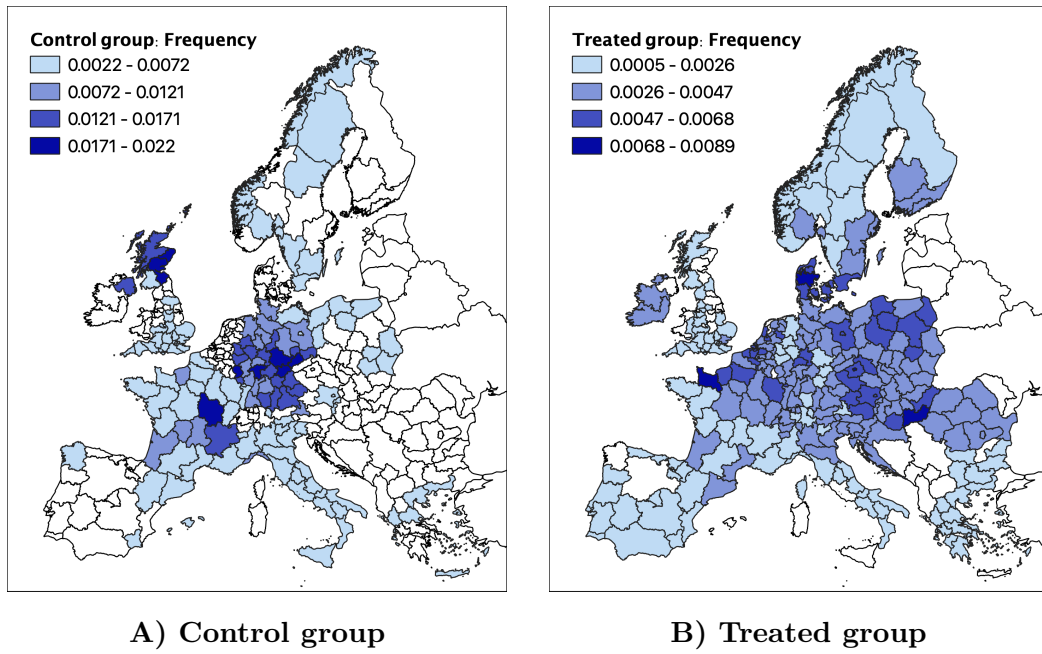 Control group: Frequency
0.0022 - 0.0072
0.0072 - 0.0121
0.0121 - 0.0171
0.0171 - 0.022
Treated group: Frequency
0.0005 - 0.0026
0.0026 - 0.0047
0.0047 - 0.0068
0.0068 - 0.0089
A) Control group
B) Treated group